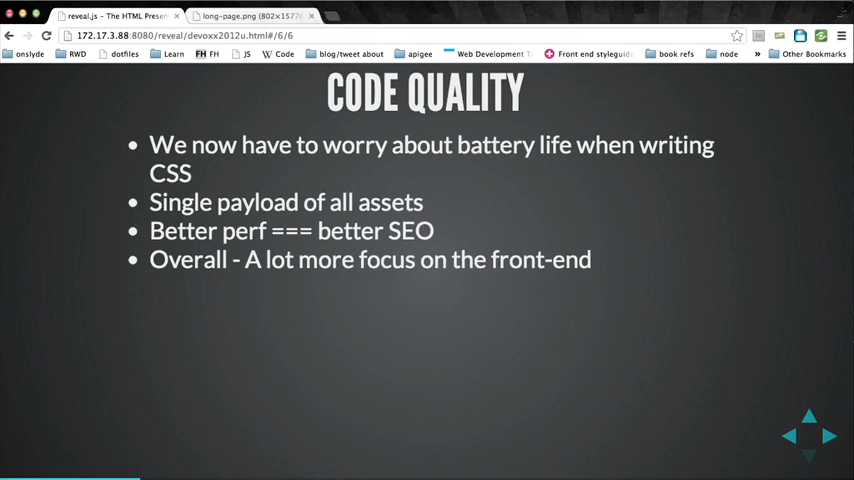 reveal.js – The HTML Presen
long-page.png (802×1577
172.17.3.88:8080/reveal/devoxx2012u.html#/6/6
onslyde RWD dotfiles Learn FH FH JS W Code blog/tweet about apigee Web Development T Front end styleguide book refs node » Other Bookmarks
CODE QUALITY
• We now have to worry about battery life when writing
CSS
• Single payload of all assets
• Better perf === better SEO
• Overall - A lot more focus on the front-end